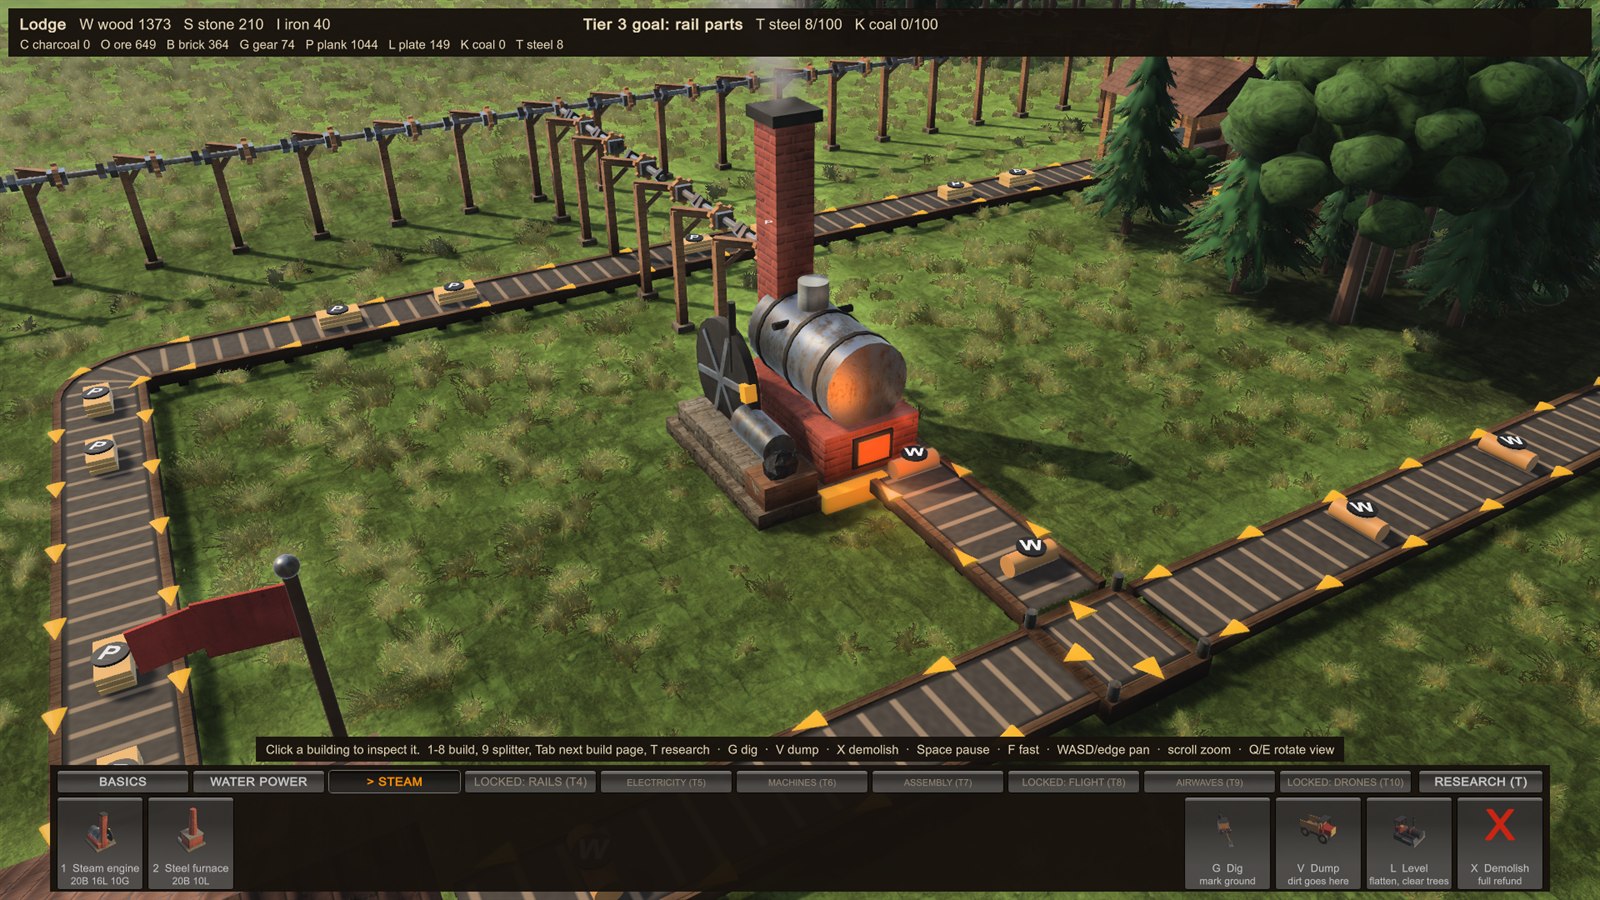 Lodge W wood 1373 S stone 210 I iron 40
Tier 3 goal: rail parts T steel 8/100 K coal 0/100
C charcoal 0 O ore 649 B brick 364 G gear 74 P plank 1044 L plate 149 K coal 0 T steel 8
P
P
P
P
P
P
P
W
W
P
W
W
P
Click a building to inspect it. 1-8 build, 9 splitter, Tab next build page, T research · G dig · V dump · X demolish · Space pause · F fast · WASD/edge pan · scroll zoom · Q/E rotate view
BASICS
WATER POWER
> STEAM
LOCKED: RAILS (T4)
ELECTRICITY (T5)
MACHINES (T6)
ASSEMBLY (T7)
LOCKED: FLIGHT (T8)
AIRWAVES (T9)
LOCKED: DRONES (T10)
RESEARCH (T)
W
1 Steam engine
20B 16L 10G
2 Steel furnace
20B 10L
G Dig
mark ground
V Dump
dirt goes here
L Level
flatten, clear trees
X Demolish
full refund